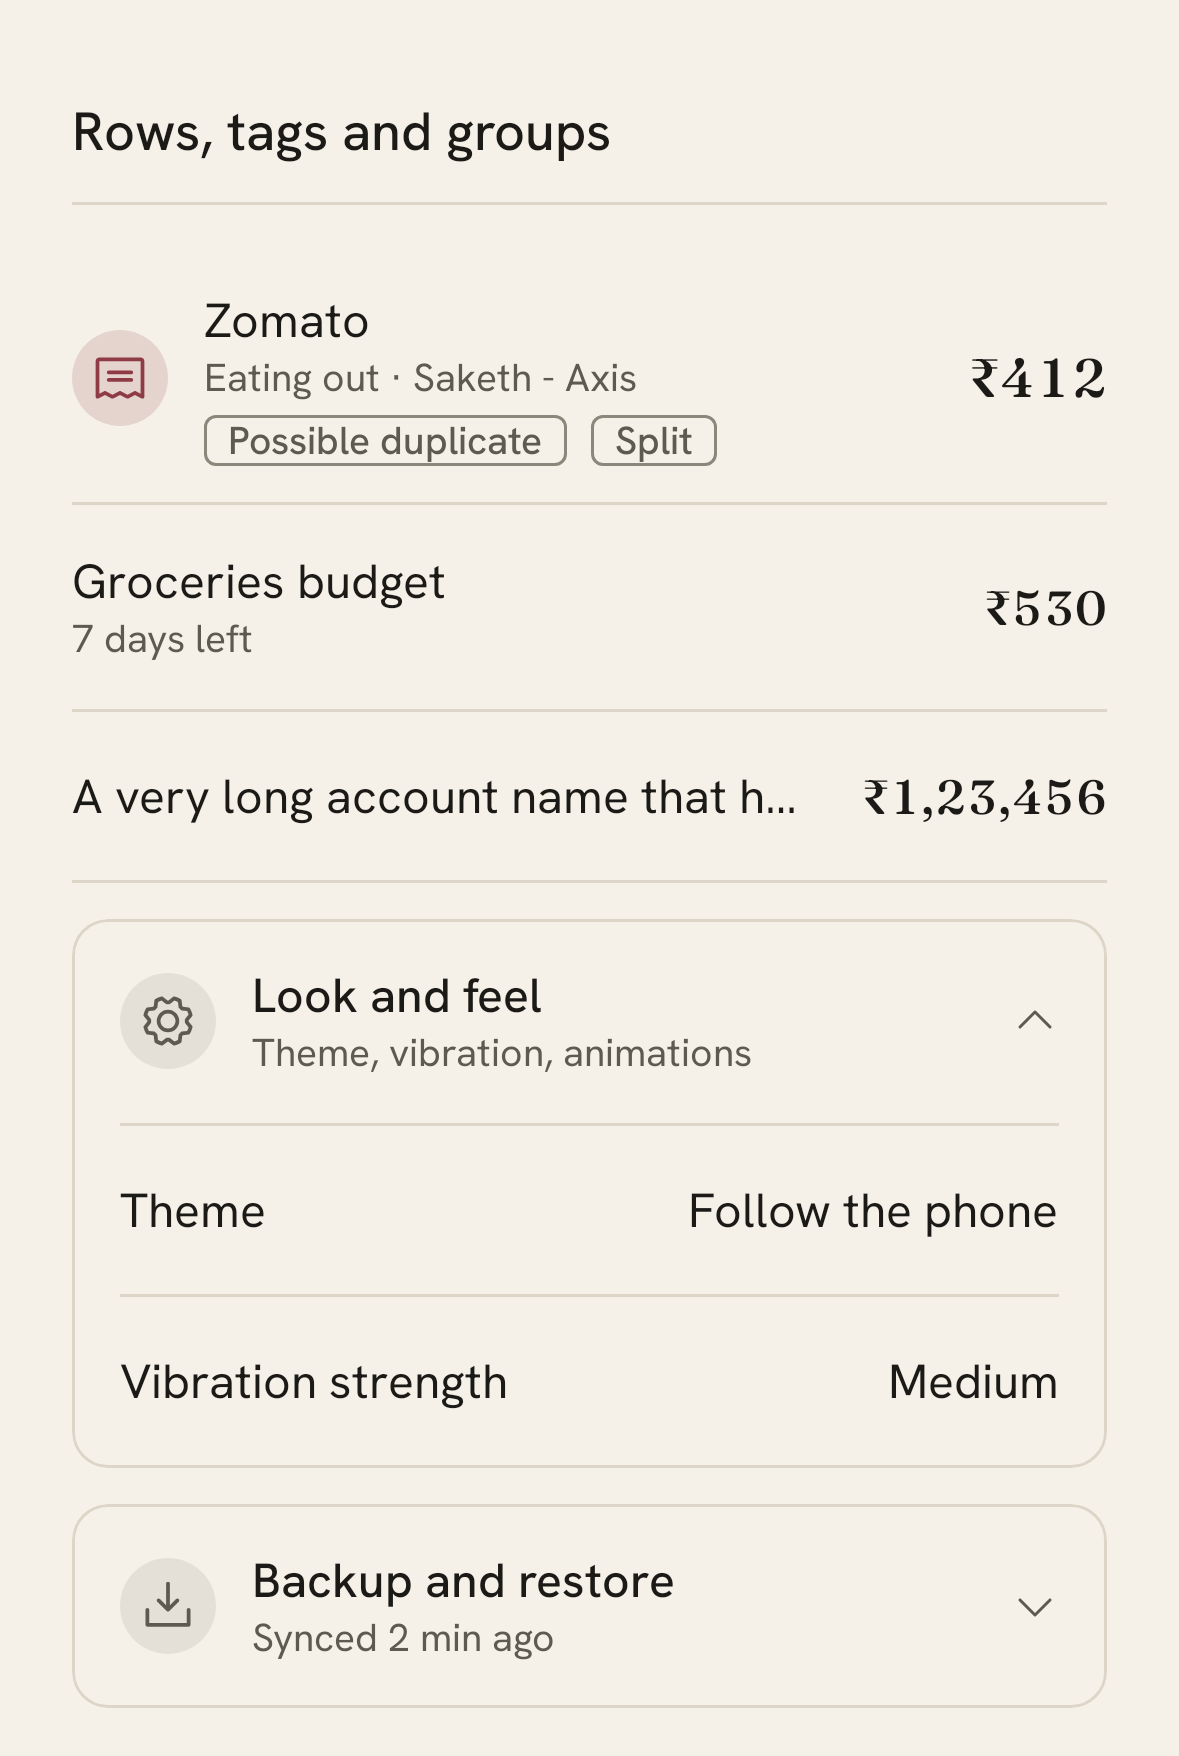 Rows, tags and groups
Zomato
Eating out · Saketh - Axis
₹412
Possible duplicate
Split
Groceries budget
7 days left
₹530
A very long account name that h...
₹1,23,456
Look and feel
Theme, vibration, animations
Theme
Follow the phone
Vibration strength
Medium
Backup and restore
Synced 2 min ago